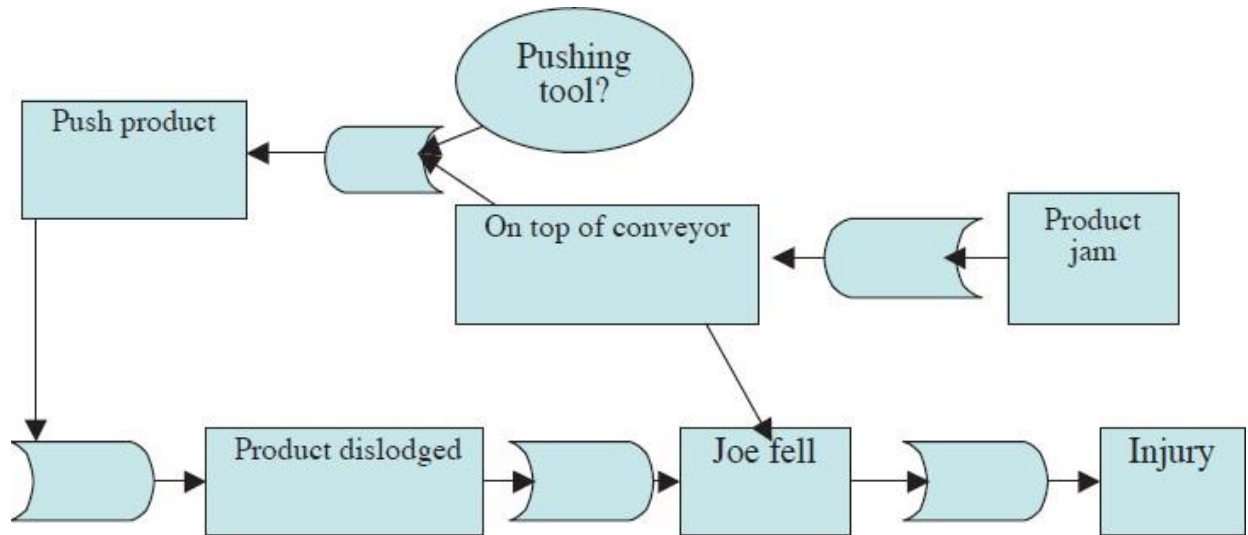 Pushing
tool?
Push product
On top of conveyor
Product
jam
Product dislodged
Joe fell
Injury